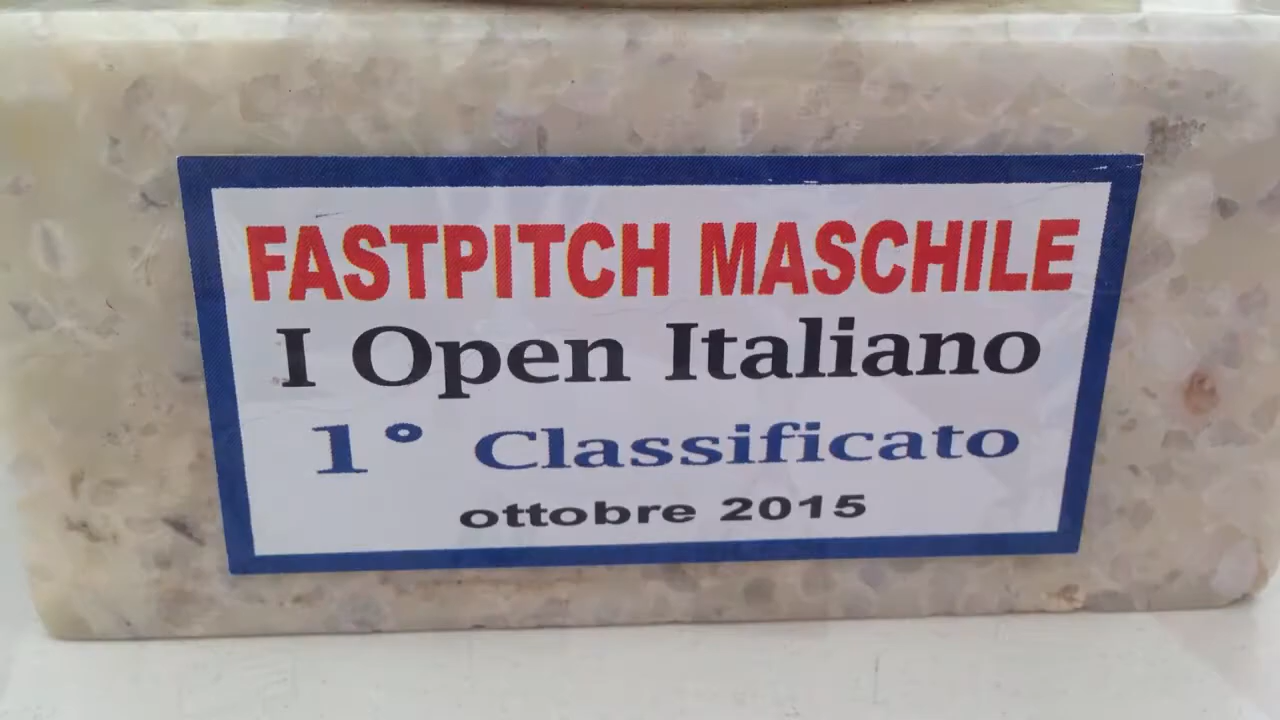 FASTPITCH MASCHILE
I Open Italiano
1° Classificato
ottobre 2015